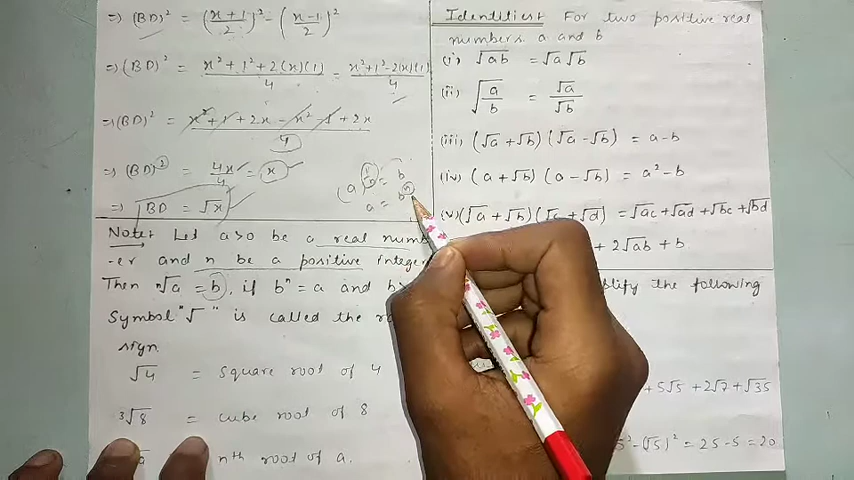 => (BD)² = (x+1/2)² - (x-1/2)²
=> (BD)² = x² + 1² + 2(x)(1)/4 - x²+1²-2(x)(1)/4
=> (BD)² = x² + 1 + 2x - x² - 1 + 2x/4
=> (BD)² = 4x/4 = x
=> BD = √x
(a)^1/n = b
a = b^n
Note: Let a>o be a real numb
-er and n be a positive integer
Then ⁿ√a = b, if bⁿ = a and b>
Symbol "√ " is called the
sign.
√4 = Square root of 4
³√8 = cube root of 8
nth root of a.
Identities: For two positive real
numbers a and b
(i) √ab = √a√b
(ii) √a/b = √a/√b
(iii) (√a+√b)(√a-√b) = a-b
(iv) (a+√b)(a-√b) = a²-b
(v) (√a+√b)(√c+√d) = √ac+√ad+√bc+√bd
+ 2√ab + b
the following
+ 5√5 + 2√7 + √35
5²-(√5)² = 25-5 = 20